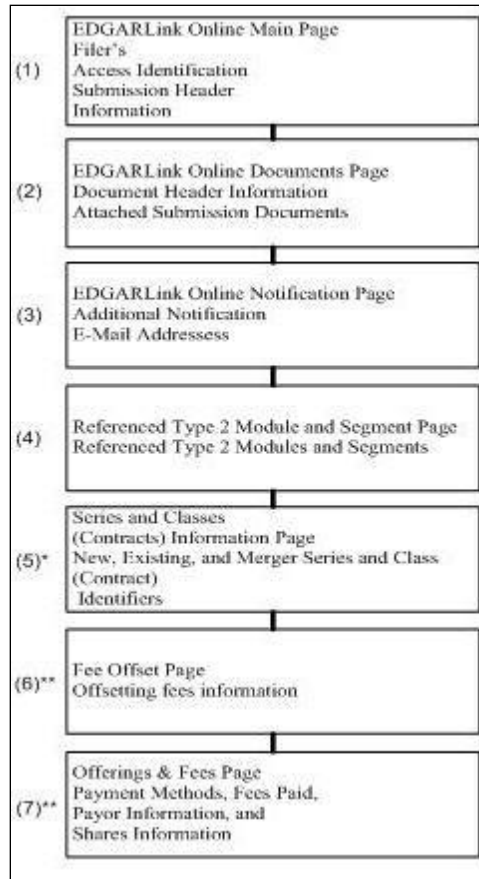 (1)
EDGARLink Online Main Page
Filer's
Access Identification
Submission Header
Information
(2)
EDGARLink Online Documents Page
Document Header Information
Attached Submission Documents
(3)
EDGARLink Online Notification Page
Additional Notification
E-Mail Addressess
(4)
Referenced Type 2 Module and Segment Page
Referenced Type 2 Modules and Segments
(5)*
Series and Classes
(Contracts) Information Page
New, Existing, and Merger Series and Class
(Contract)
Identifiers
(6)**
Fee Offset Page
Offsetting fees information
(7)**
Offerings & Fees Page
Payment Methods, Fees Paid,
Payor Information, and
Shares Information